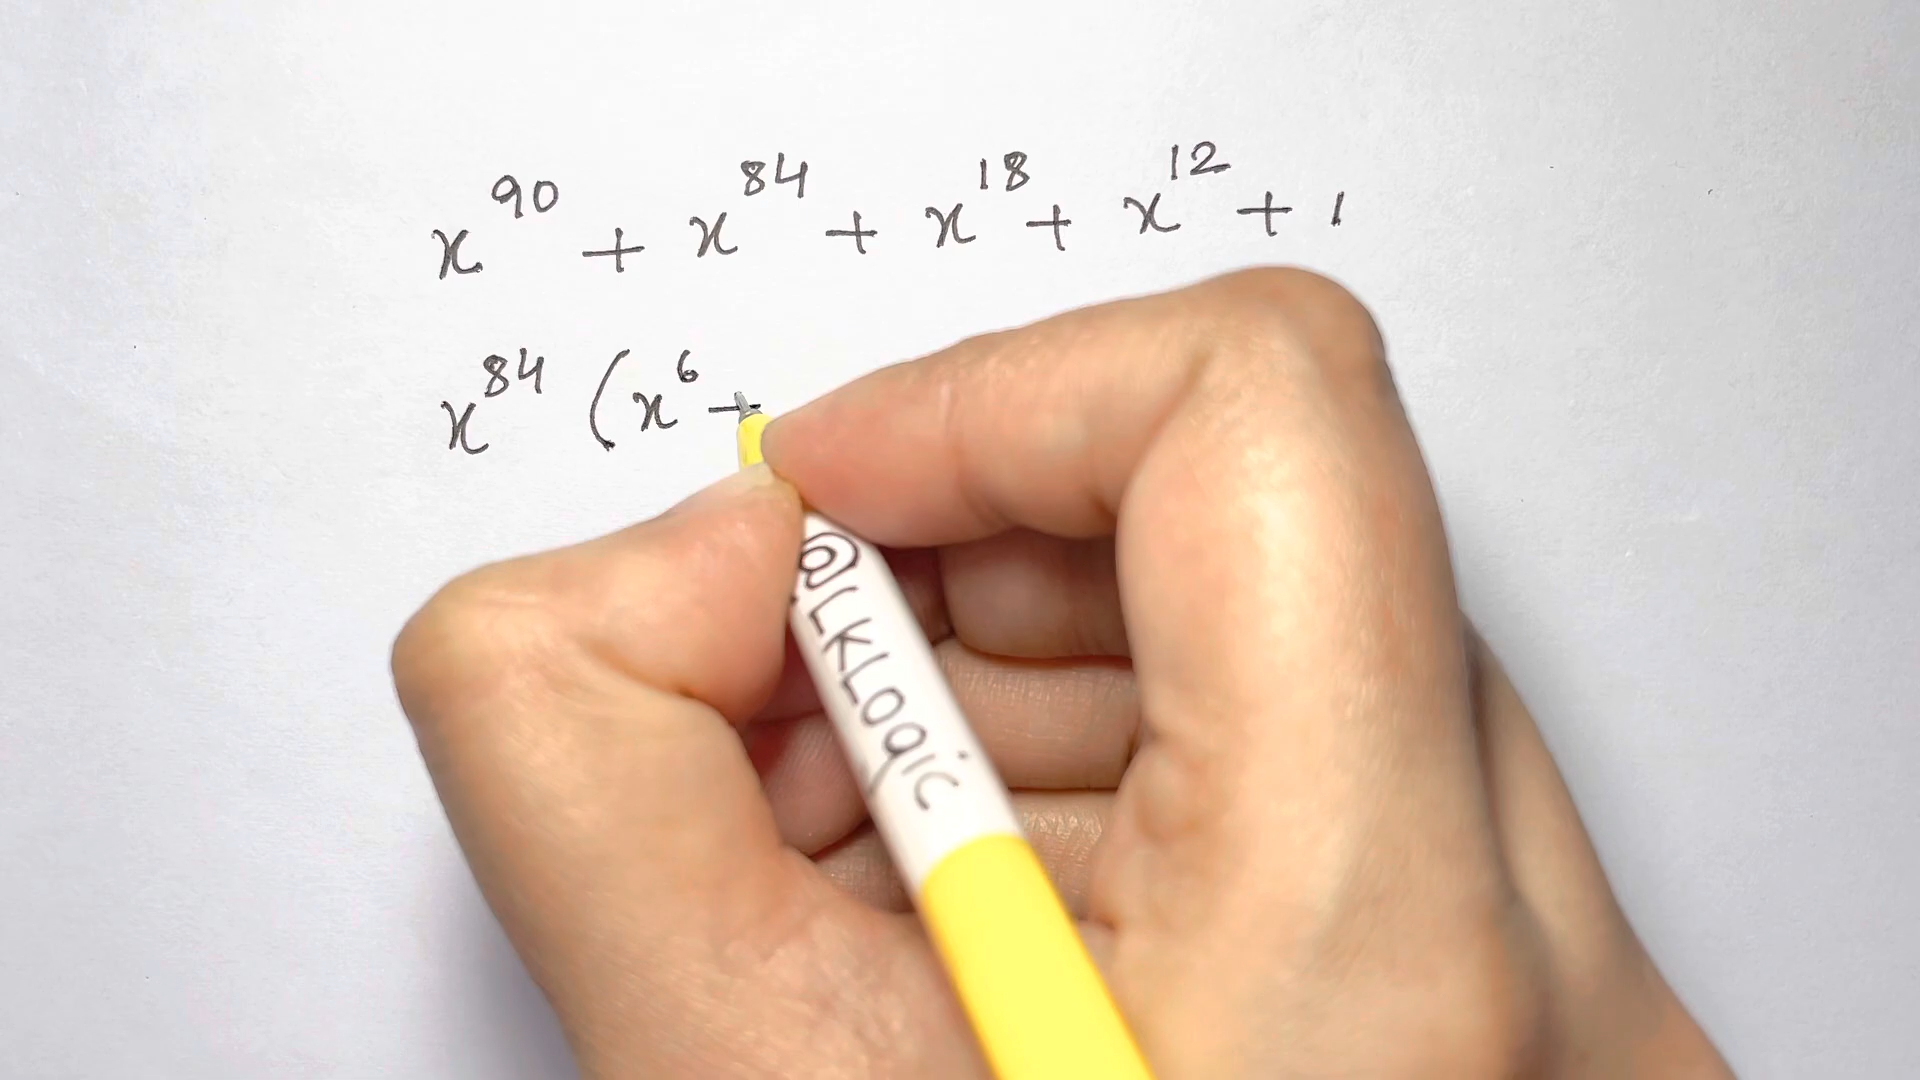 x^90 + x^84 + x^18 + x^12 + 1
x^84 (x^6 +
@LKLogic